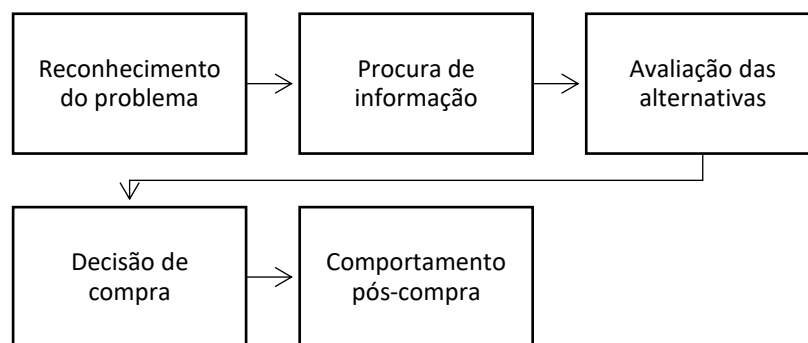 Reconhecimento
do problema
Procura de
informação
Avaliação das
alternativas
Decisão de
compra
Comportamento
pós-compra